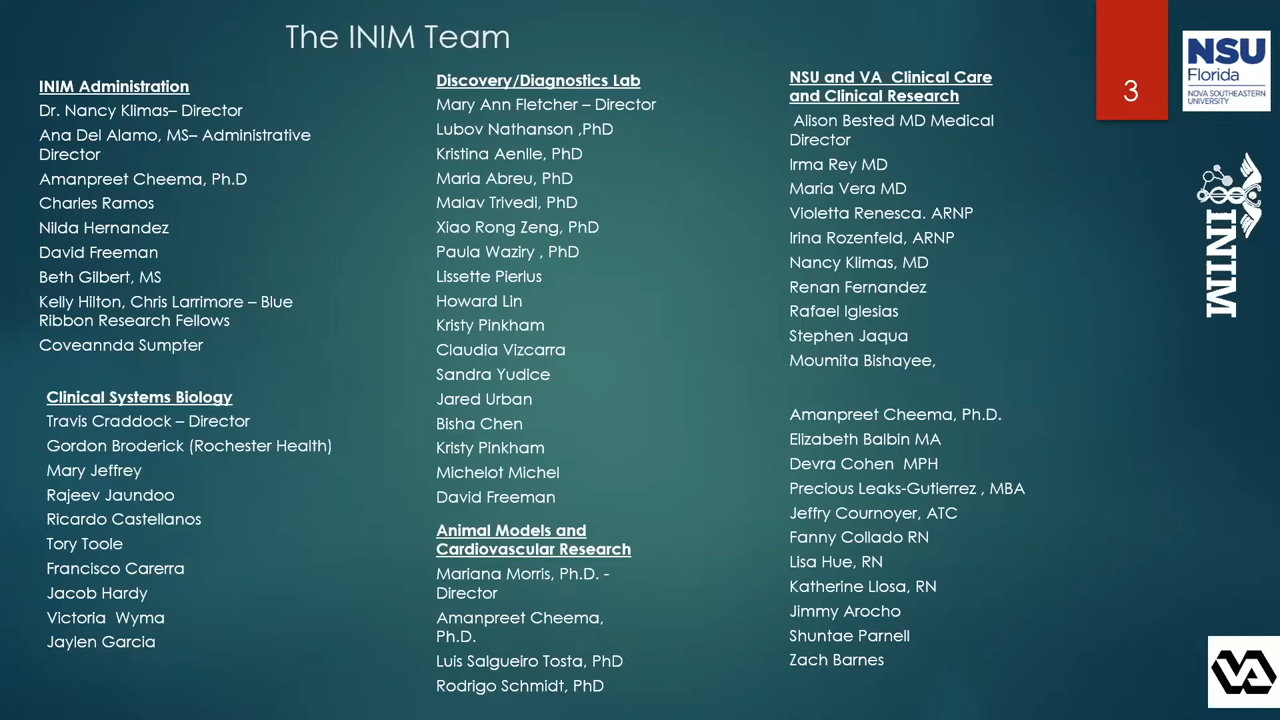 The INIM Team
INIM Administration
Dr. Nancy Klimas– Director
Ana Del Alamo, MS– Administrative
Director
Amanpreet Cheema, Ph.D
Charles Ramos
Nilda Hernandez
David Freeman
Beth Gilbert, MS
Kelly Hilton, Chris Larrimore – Blue
Ribbon Research Fellows
Coveannda Sumpter
Clinical Systems Biology
Travis Craddock – Director
Gordon Broderick (Rochester Health)
Mary Jeffrey
Rajeev Jaundoo
Ricardo Castellanos
Tory Toole
Francisco Carerra
Jacob Hardy
Victoria  Wyma
Jaylen Garcia
Discovery/Diagnostics Lab
Mary Ann Fletcher – Director
Lubov Nathanson ,PhD
Kristina Aenlle, PhD
Maria Abreu, PhD
Malav Trivedi, PhD
Xiao Rong Zeng, PhD
Paula Waziry , PhD
Lissette Pierlus
Howard Lin
Kristy Pinkham
Claudia Vizcarra
Sandra Yudice
Jared Urban
Bisha Chen
Kristy Pinkham
Michelot Michel
David Freeman
Animal Models and
Cardiovascular Research
Mariana Morris, Ph.D. -
Director
Amanpreet Cheema,
Ph.D.
Luis Salgueiro Tosta, PhD
Rodrigo Schmidt, PhD
NSU and VA  Clinical Care
and Clinical Research
Alison Bested MD Medical
Director
Irma Rey MD
Maria Vera MD
Violetta Renesca. ARNP
Irina Rozenfeld, ARNP
Nancy Klimas, MD
Renan Fernandez
Rafael Iglesias
Stephen Jaqua
Moumita Bishayee,
Amanpreet Cheema, Ph.D.
Elizabeth Balbin MA
Devra Cohen  MPH
Precious Leaks-Gutierrez , MBA
Jeffry Cournoyer, ATC
Fanny Collado RN
Lisa Hue, RN
Katherine Llosa, RN
Jimmy Arocho
Shuntae Parnell
Zach Barnes
3
NSU
Florida
NOVA SOUTHEASTERN
UNIVERSITY
INIM
VA